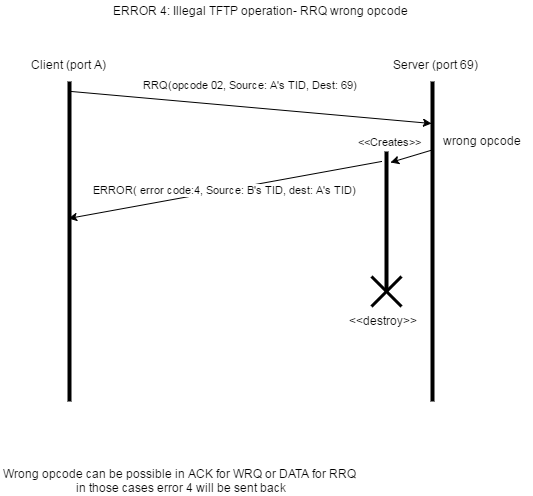 ERROR 4: Illegal TFTP operation- RRQ wrong opcode
Client (port A)
Server (port 69)
RRQ(opcode 02, Source: A's TID, Dest: 69)
<<Creates>>
wrong opcode
ERROR( error code:4, Source: B's TID, dest: A's TID)
<<destroy>>
Wrong opcode can be possible in ACK for WRQ or DATA for RRQ
in those cases error 4 will be sent back